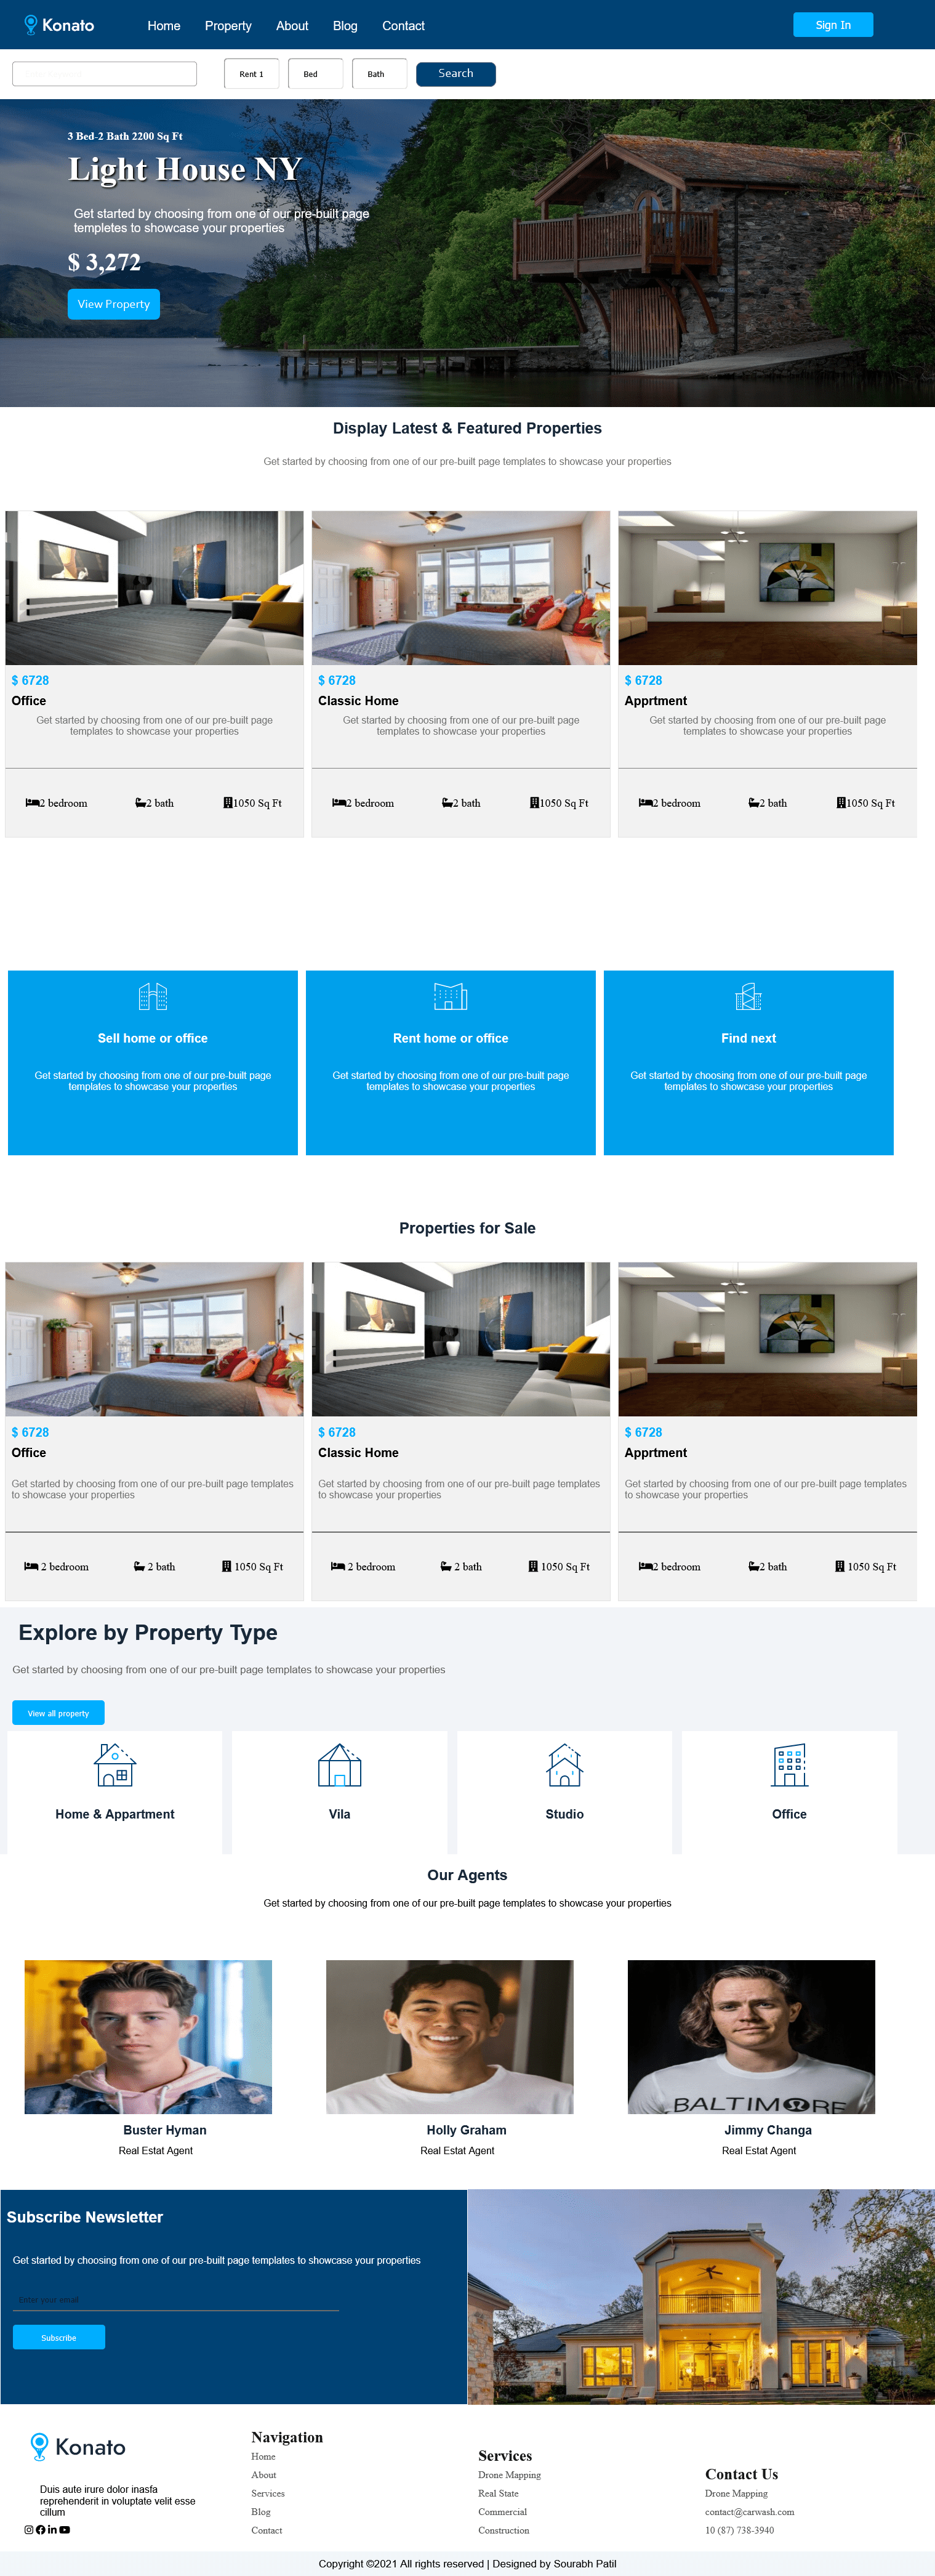 Konato
Home Property About Blog Contact
Sign In
Rent 1
Bed
Bath
Search
3 Bed-2 Bath 2200 Sq Ft
Light House NY
Get started by choosing from one of our pre-built page
templetes to showcase your properties
$ 3,272
View Property
Display Latest & Featured Properties
Get started by choosing from one of our pre-built page templates to showcase your properties
$ 6728
Office
Get started by choosing from one of our pre-built page
templates to showcase your properties
2 bedroom
2 bath
1050 Sq Ft
$ 6728
Classic Home
Get started by choosing from one of our pre-built page
templates to showcase your properties
2 bedroom
2 bath
1050 Sq Ft
$ 6728
Apprtment
Get started by choosing from one of our pre-built page
templates to showcase your properties
2 bedroom
2 bath
1050 Sq Ft
Sell home or office
Get started by choosing from one of our pre-built page
templates to showcase your properties
Rent home or office
Get started by choosing from one of our pre-built page
templates to showcase your properties
Find next
Get started by choosing from one of our pre-built page
templates to showcase your properties
Properties for Sale
$ 6728
Office
Get started by choosing from one of our pre-built page templates
to showcase your properties
2 bedroom
2 bath
1050 Sq Ft
$ 6728
Classic Home
Get started by choosing from one of our pre-built page templates
to showcase your properties
2 bedroom
2 bath
1050 Sq Ft
$ 6728
Apprtment
Get started by choosing from one of our pre-built page templates
to showcase your properties
2 bedroom
2 bath
1050 Sq Ft
Explore by Property Type
Get started by choosing from one of our pre-built page templates to showcase your properties
View all property
Home & Appartment
Vila
Studio
Office
Our Agents
Get started by choosing from one of our pre-built page templates to showcase your properties
BALTIMORE
Buster Hyman
Real Estat Agent
Holly Graham
Real Estat Agent
Jimmy Changa
Real Estat Agent
Subscribe Newsletter
Get started by choosing from one of our pre-built page templates to showcase your properties
Enter your email
Subscribe
Konato
Duis aute irure dolor inasfa
reprehenderit in voluptate velit esse
cillum
Navigation
Home
About
Services
Blog
Contact
Services
Drone Mapping
Real State
Commercial
Construction
Contact Us
Drone Mapping
contact@carwash.com
10 (87) 738-3940
Copyright ©2021 All rights reserved | Designed by Sourabh Patil